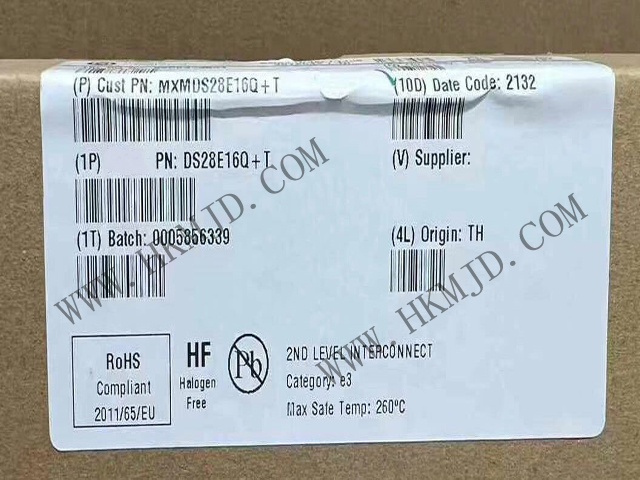 (P) Cust PN: MXMDS28E16Q+T
(10D) Date Code: 2132
(1P) PN: DS28E16Q+T
(V) Supplier:
(1T) Batch: 0005856339
(4L) Origin: TH
WWW.HKMJD.COM
WWW.HKMJD.COM
RoHS
Compliant
2011/65/EU
HF
Halogen
Free
Pb
2ND LEVEL INTERCONNECT
Category: e3
Max Safe Temp: 260ºC